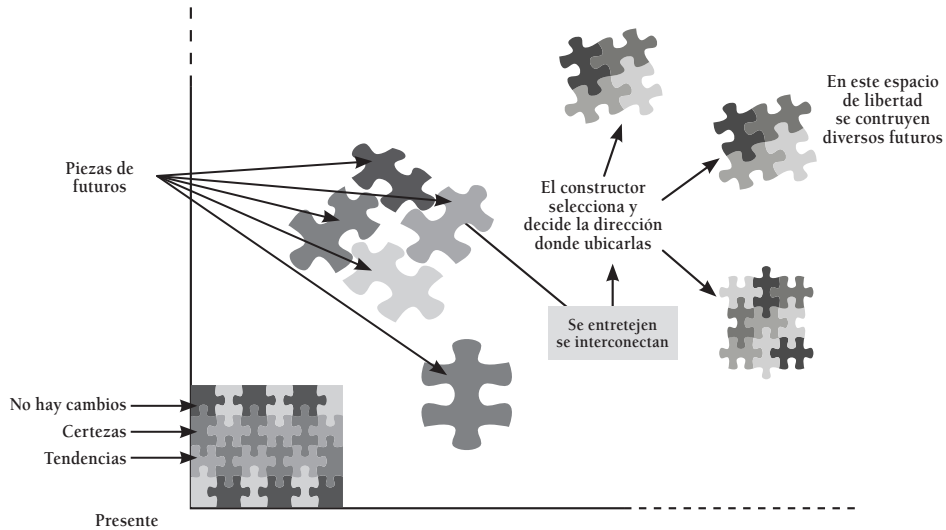 En este espacio
de libertad
se contruyen
diversos futuros
Piezas de
futuros
El constructor
selecciona y
decide la dirección
donde ubicarlas
Se entretejen
se interconectan
No hay cambios
Certezas
Tendencias
Presente